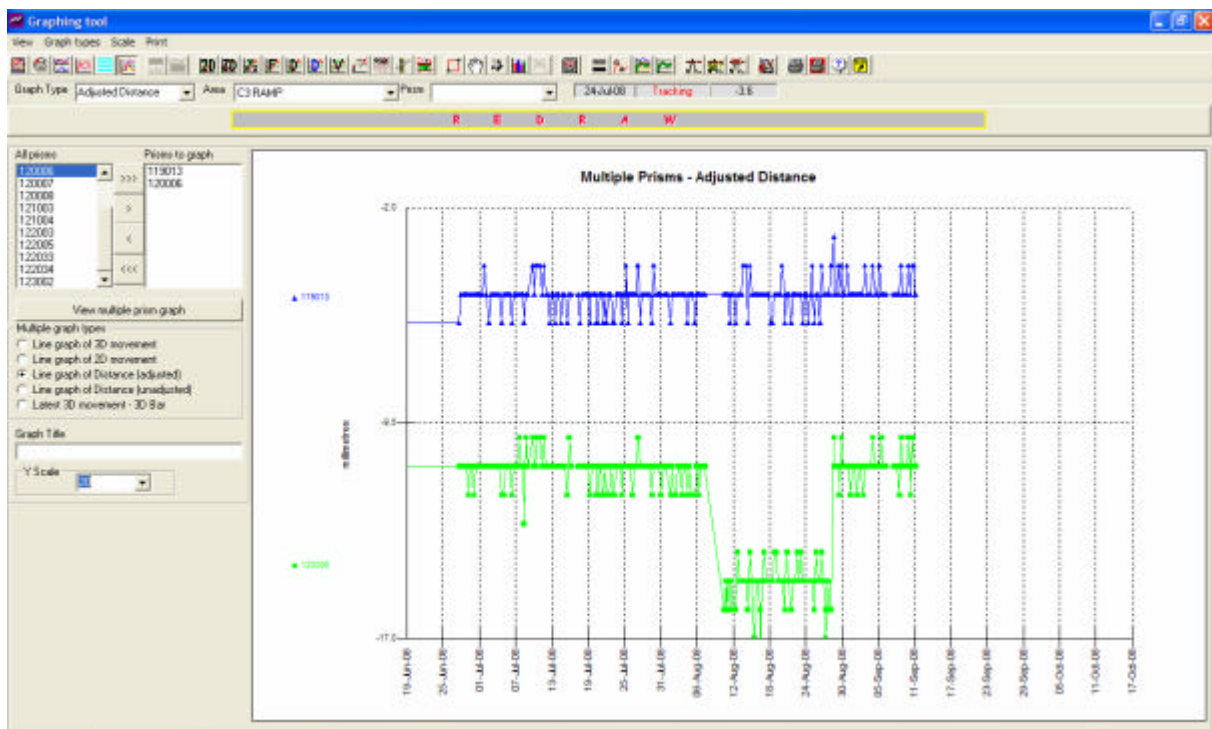 Graphing tool
View Graph types Scale Print
Graph Type Adjusted Distance Area C3 RAMP Prism 24-Jul-08 Tracking -3.6
R E D R A W
All prisms Prisms to graph
120006 119013
120007 120006
120008
121003
121004
122003
122005
122033
122034
123002
>>>
>
<
<<<
View multiple prism graph
Multiple graph types
Line graph of 3D movement
Line graph of 2D movement
Line graph of Distance (adjusted)
Line graph of Distance (unadjusted)
Latest 3D movement - 3D Bar
Graph Title
Y Scale
20
Multiple Prisms - Adjusted Distance
-2.0
119013
millimetres
-17.0
19-Jun-08
25-Jun-08
01-Jul-08
07-Jul-08
13-Jul-08
19-Jul-08
25-Jul-08
31-Jul-08
06-Aug-08
12-Aug-08
18-Aug-08
24-Aug-08
30-Aug-08
05-Sep-08
11-Sep-08
17-Sep-08
23-Sep-08
29-Sep-08
05-Oct-08
11-Oct-08
17-Oct-08